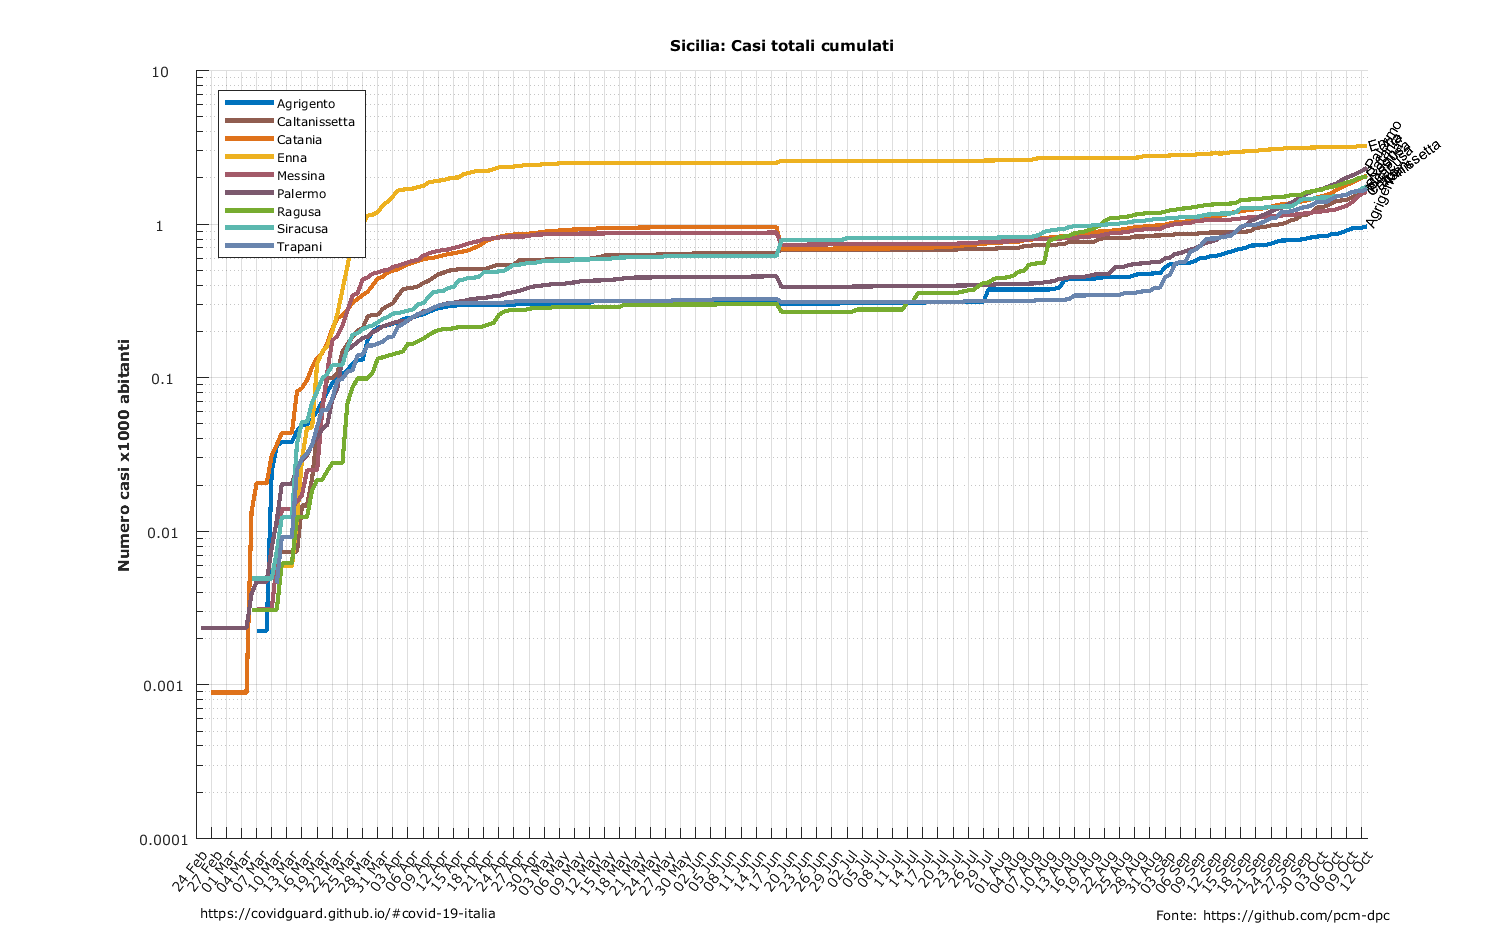 Sicilia: Casi totali cumulati
10
1
0.1
0.01
0.001
0.0001
Numero casi x1000 abitanti
Agrigento
Caltanissetta
Catania
Enna
Messina
Palermo
Ragusa
Siracusa
Trapani
24 Feb
27 Feb
01 Mar
04 Mar
07 Mar
10 Mar
13 Mar
16 Mar
19 Mar
22 Mar
25 Mar
28 Mar
31 Mar
03 Apr
06 Apr
09 Apr
12 Apr
15 Apr
18 Apr
21 Apr
24 Apr
27 Apr
30 Apr
03 May
06 May
09 May
12 May
15 May
18 May
21 May
24 May
27 May
30 May
02 Jun
05 Jun
08 Jun
11 Jun
14 Jun
17 Jun
20 Jun
23 Jun
26 Jun
29 Jun
02 Jul
05 Jul
08 Jul
11 Jul
14 Jul
17 Jul
20 Jul
23 Jul
26 Jul
29 Jul
01 Aug
04 Aug
07 Aug
10 Aug
13 Aug
16 Aug
19 Aug
22 Aug
25 Aug
28 Aug
31 Aug
03 Sep
06 Sep
09 Sep
12 Sep
15 Sep
18 Sep
21 Sep
24 Sep
27 Sep
30 Sep
03 Oct
06 Oct
09 Oct
12 Oct
https://covidguard.github.io/#covid-19-italia
Fonte: https://github.com/pcm-dpc